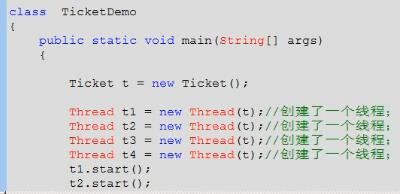 class TicketDemo
{
public static void main(String[] args)
{
Ticket t = new Ticket();
Thread t1 = new Thread(t);//创建了一个线程;
Thread t2 = new Thread(t);//创建了一个线程;
Thread t3 = new Thread(t);//创建了一个线程;
Thread t4 = new Thread(t);//创建了一个线程;
t1.start();
t2.start();